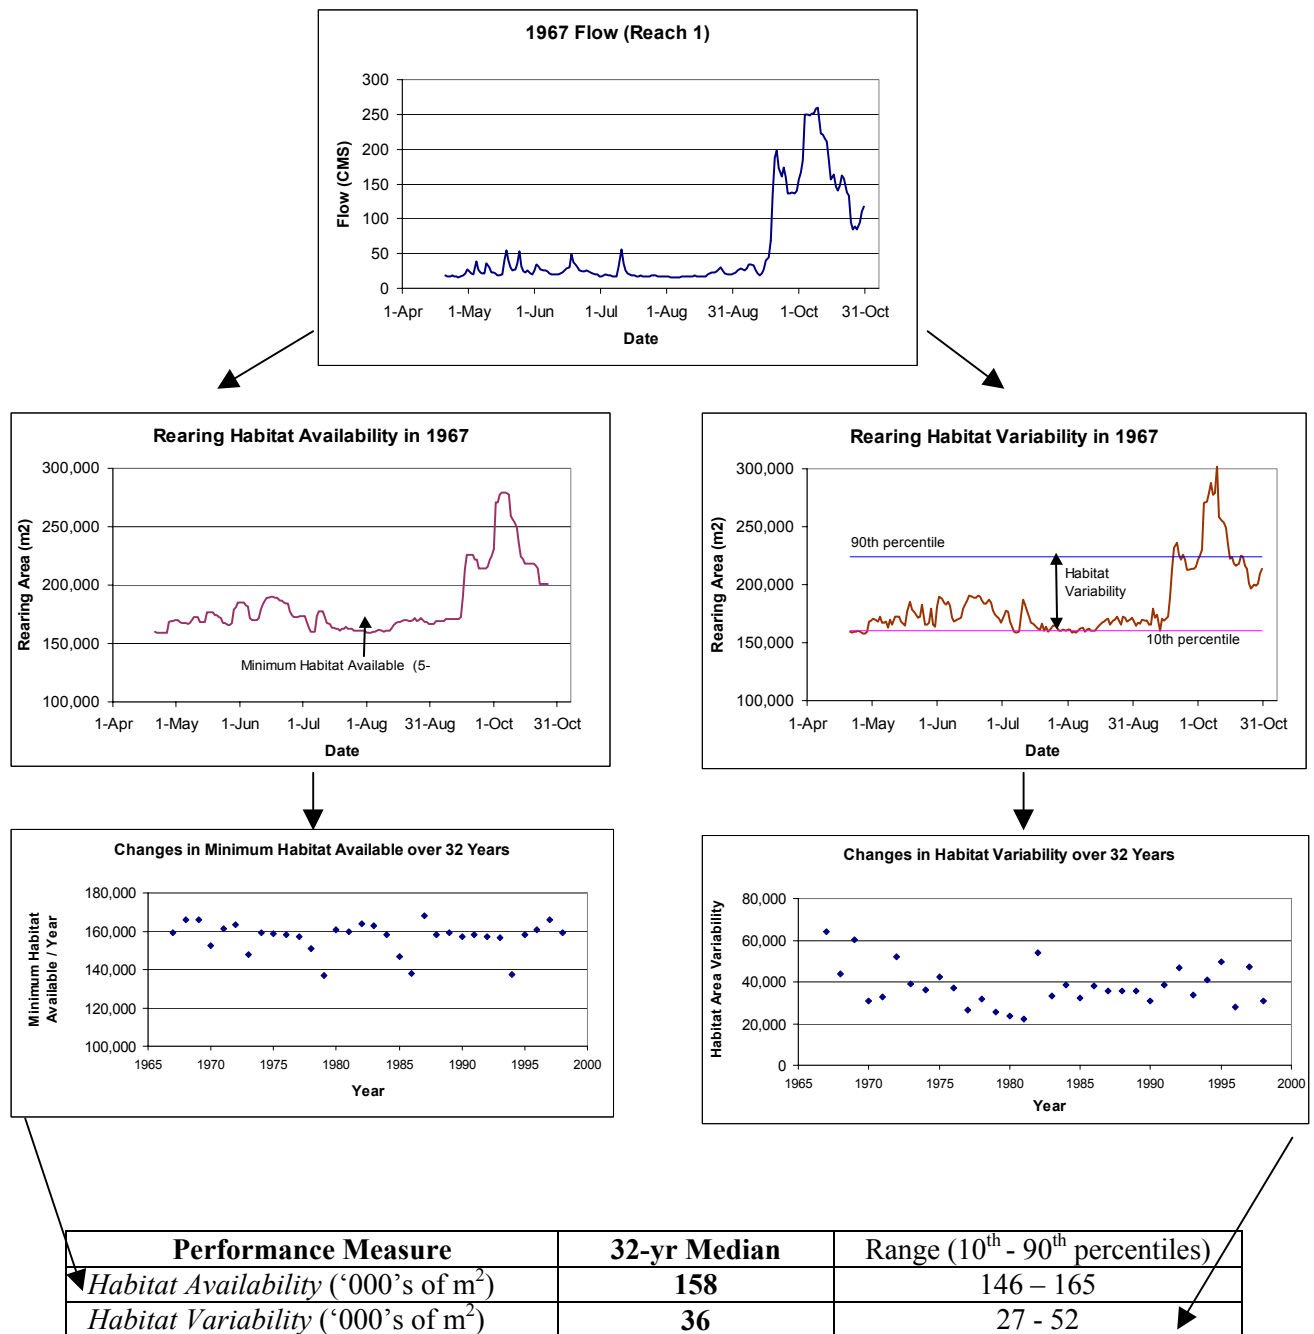 1967 Flow (Reach 1)
Flow (CMS)
300
250
200
150
100
50
0
1-Apr 1-May 1-Jun 1-Jul 1-Aug 31-Aug 1-Oct 31-Oct
Date
Rearing Habitat Availability in 1967
Rearing Area (m2)
300,000
250,000
200,000
150,000
100,000
Minimum Habitat Available (5-
1-Apr 1-May 1-Jun 1-Jul 1-Aug 31-Aug 1-Oct 31-Oct
Date
Rearing Habitat Variability in 1967
Rearing Area (m2)
300,000
250,000
200,000
150,000
100,000
90th percentile
Habitat
Variability
10th percentile
1-Apr 1-May 1-Jun 1-Jul 1-Aug 31-Aug 1-Oct 31-Oct
Date
Changes in Minimum Habitat Available over 32 Years
Minimum Habitat
Available / Year
180,000
160,000
140,000
120,000
100,000
1965 1970 1975 1980 1985 1990 1995 2000
Year
Changes in Habitat Variability over 32 Years
Habitat Area Variability
80,000
60,000
40,000
20,000
0
1965 1970 1975 1980 1985 1990 1995 2000
Year
Performance Measure 32-yr Median Range (10th - 90th percentiles)
Habitat Availability (‘000’s of m²) 158 146 – 165
Habitat Variability (‘000’s of m²) 36 27 - 52